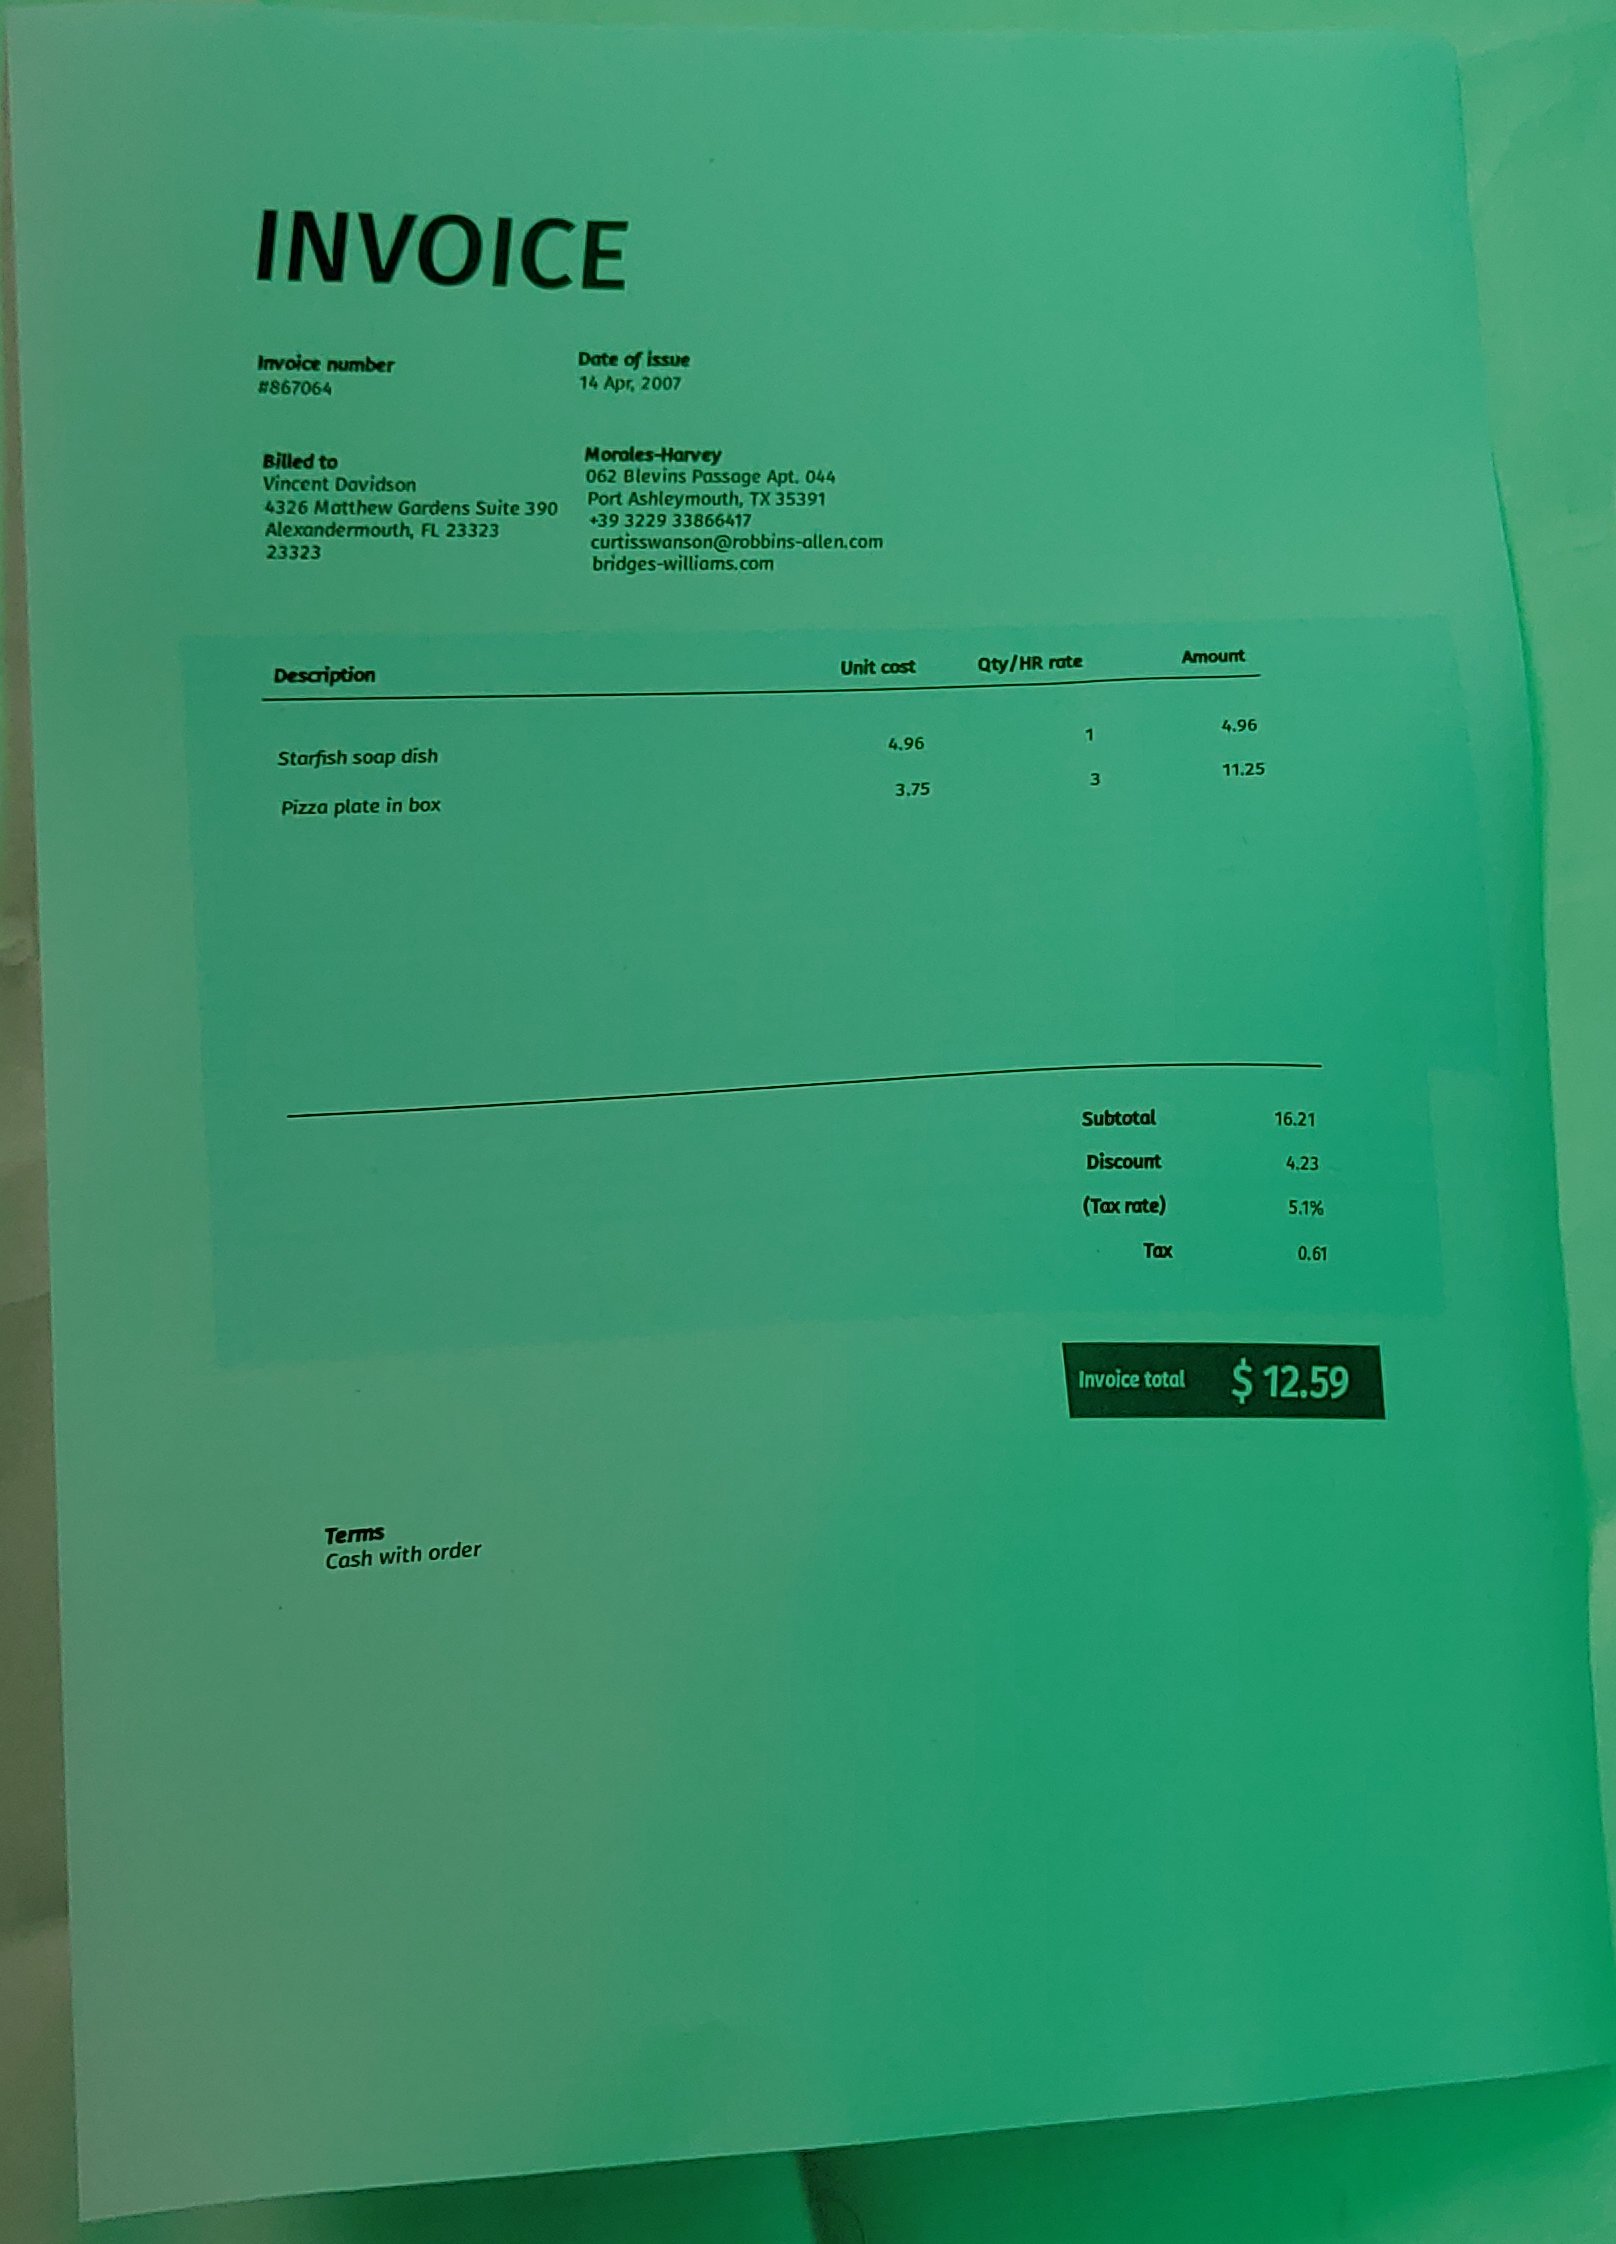 INVOICE
Invoice number
#867064
Date of issue
14 Apr, 2007
Billed to
Vincent Davidson
4326 Matthew Gardens Suite 390
Alexandermouth, FL 23323
23323
Morales-Harvey
062 Blevins Passage Apt. 044
Port Ashleymouth, TX 35391
+39 3229 33866417
curtisswanson@robbins-allen.com
bridges-williams.com
Description Unit cost Qty/HR rate Amount
Starfish soap dish 4.96 1 4.96
Pizza plate in box 3.75 3 11.25
Subtotal 16.21
Discount 4.23
(Tax rate) 5.1%
Tax 0.61
Invoice total $ 12.59
Terms
Cash with order